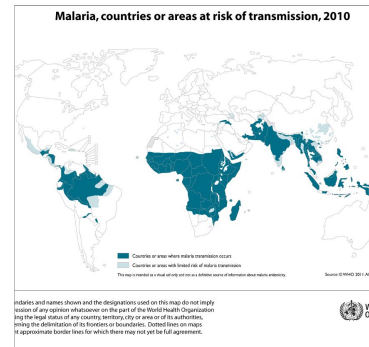 Malaria, countries or areas at risk of transmission, 2010
Countries or areas where malaria transmission occurs
Countries or areas with limited risk of malaria transmission
This map is intended as a visual aid only and not as a definitive source of information about malaria endemicity.
Source: ©WHO 2011. Al
ndaries and names shown and the designations used on this map do not imply
ession of any opinion whatsoever on the part of the World Health Organization
ing the legal status of any country, territory, city or area or of its authorities,
erning the delimitation of its frontiers or boundaries. Dotted lines on maps
nt approximate border lines for which there may not yet be full agreement.
W
O